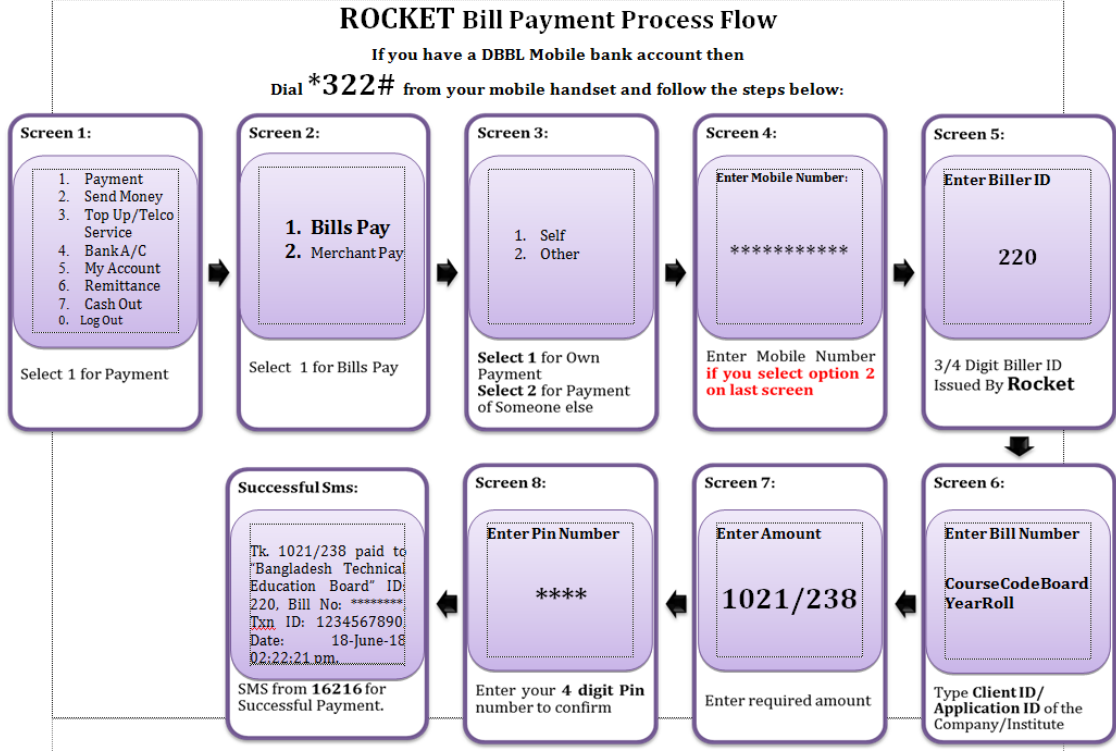 ROCKET Bill Payment Process Flow
If you have a DBBL Mobile bank account then
Dial *322# from your mobile handset and follow the steps below:
Screen 1:
1. Payment
2. Send Money
3. Top Up/Telco
Service
4. Bank A/C
5. My Account
6. Remittance
7. Cash Out
0. Log Out
Select 1 for Payment
Screen 2:
1. Bills Pay
2. Merchant Pay
Select 1 for Bills Pay
Screen 3:
1. Self
2. Other
Select 1 for Own
Payment
Select 2 for Payment
of Someone else
Screen 4:
Enter Mobile Number:
***********
Enter Mobile Number
if you select option 2
on last screen
Screen 5:
Enter Biller ID
220
3/4 Digit Biller ID
Issued By Rocket
Screen 6:
Enter Bill Number
CourseCodeBoard
YearRoll
Type Client ID/
Application ID of the
Company/Institute
Screen 7:
Enter Amount
1021/238
Enter required amount
Screen 8:
Enter Pin Number
****
Enter your 4 digit Pin
number to confirm
Successful Sms:
Tk. 1021/238 paid to
"Bangladesh Technical
Education Board" ID:
220, Bill No: ********,
Txn ID: 1234567890,
Date: 18-June-18
02:22:21 pm.
SMS from 16216 for
Successful Payment.